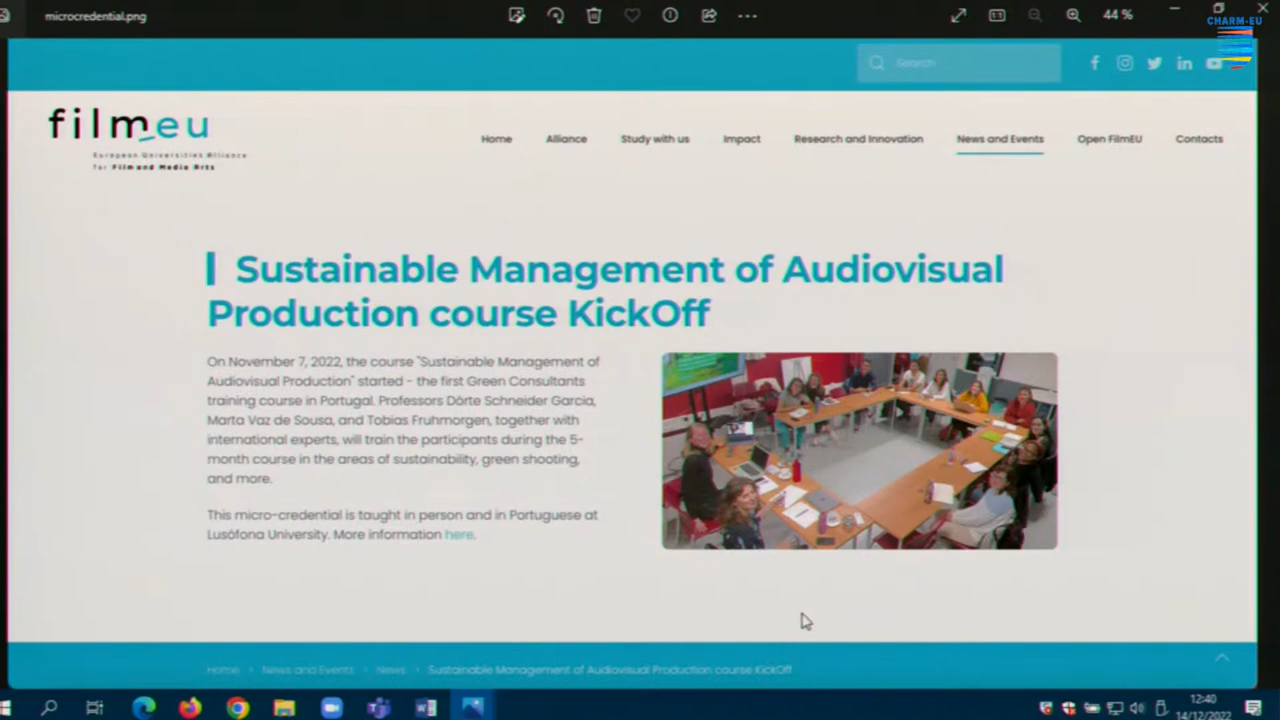 microcredential.png
44 %
CHARM-EU
Search
filmeu
European Universities Alliance
for Film and Media Arts
Home
Alliance
Study with us
Impact
Research and Innovation
News and Events
Open FilmEU
Contacts
Sustainable Management of Audiovisual
Production course KickOff
On November 7, 2022, the course "Sustainable Management of
Audiovisual Production" started - the first Green Consultants
training course in Portugal. Professors Dörte Schneider Garcia,
Marta Vaz de Sousa, and Tobias Fruhmorgen, together with
international experts, will train the participants during the 5-
month course in the areas of sustainability, green shooting,
and more.
This micro-credential is taught in person and in Portuguese at
Lusófona University. More information here.
Home > News and Events > News > Sustainable Management of Audiovisual Production course KickOff
12:40
14/12/2022